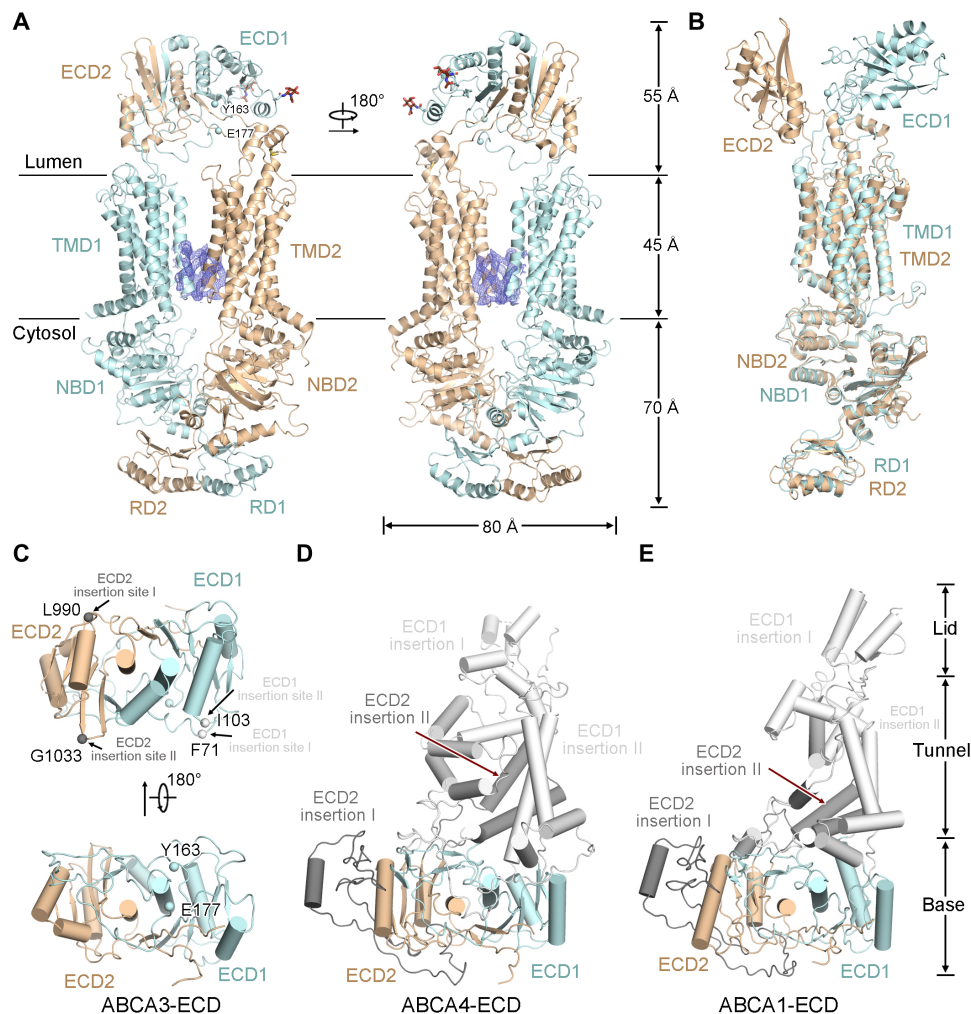 A
ECD1
ECD2
Y163
E177
180°
Lumen
TMD1
TMD2
Cytosol
NBD1
NBD2
RD2
RD1
55 Å
45 Å
70 Å
80 Å
B
ECD2
ECD1
TMD1
TMD2
NBD2
NBD1
RD1
RD2
C
ECD2
insertion site I
L990
ECD1
ECD2
ECD1
insertion site II
I103
F71
ECD1
insertion site I
G1033
ECD2
insertion site II
180°
Y163
E177
ECD2
ECD1
ABCA3-ECD
D
ECD1
insertion I
ECD2
insertion II
ECD1
insertion II
ECD2
insertion I
ECD2
ECD1
ABCA4-ECD
E
ECD1
insertion I
ECD1
insertion II
ECD2
insertion II
ECD2
insertion I
ECD2
ECD1
ABCA1-ECD
Lid
Tunnel
Base